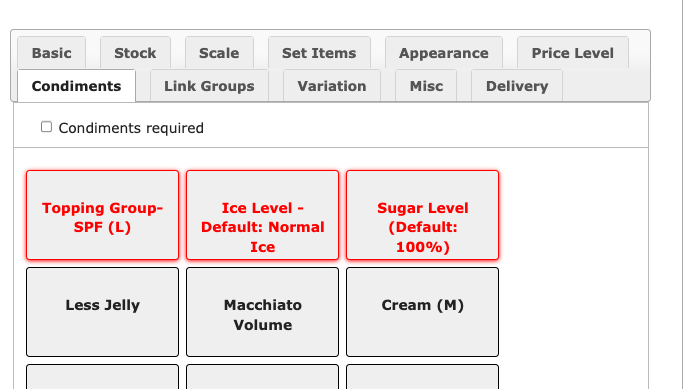 Basic Stock Scale Set Items Appearance Price Level
Condiments Link Groups Variation Misc Delivery
Condiments required
Topping Group-
SPF (L)
Ice Level -
Default: Normal
Ice
Sugar Level
(Default:
100%)
Less Jelly
Macchiato
Volume
Cream (M)